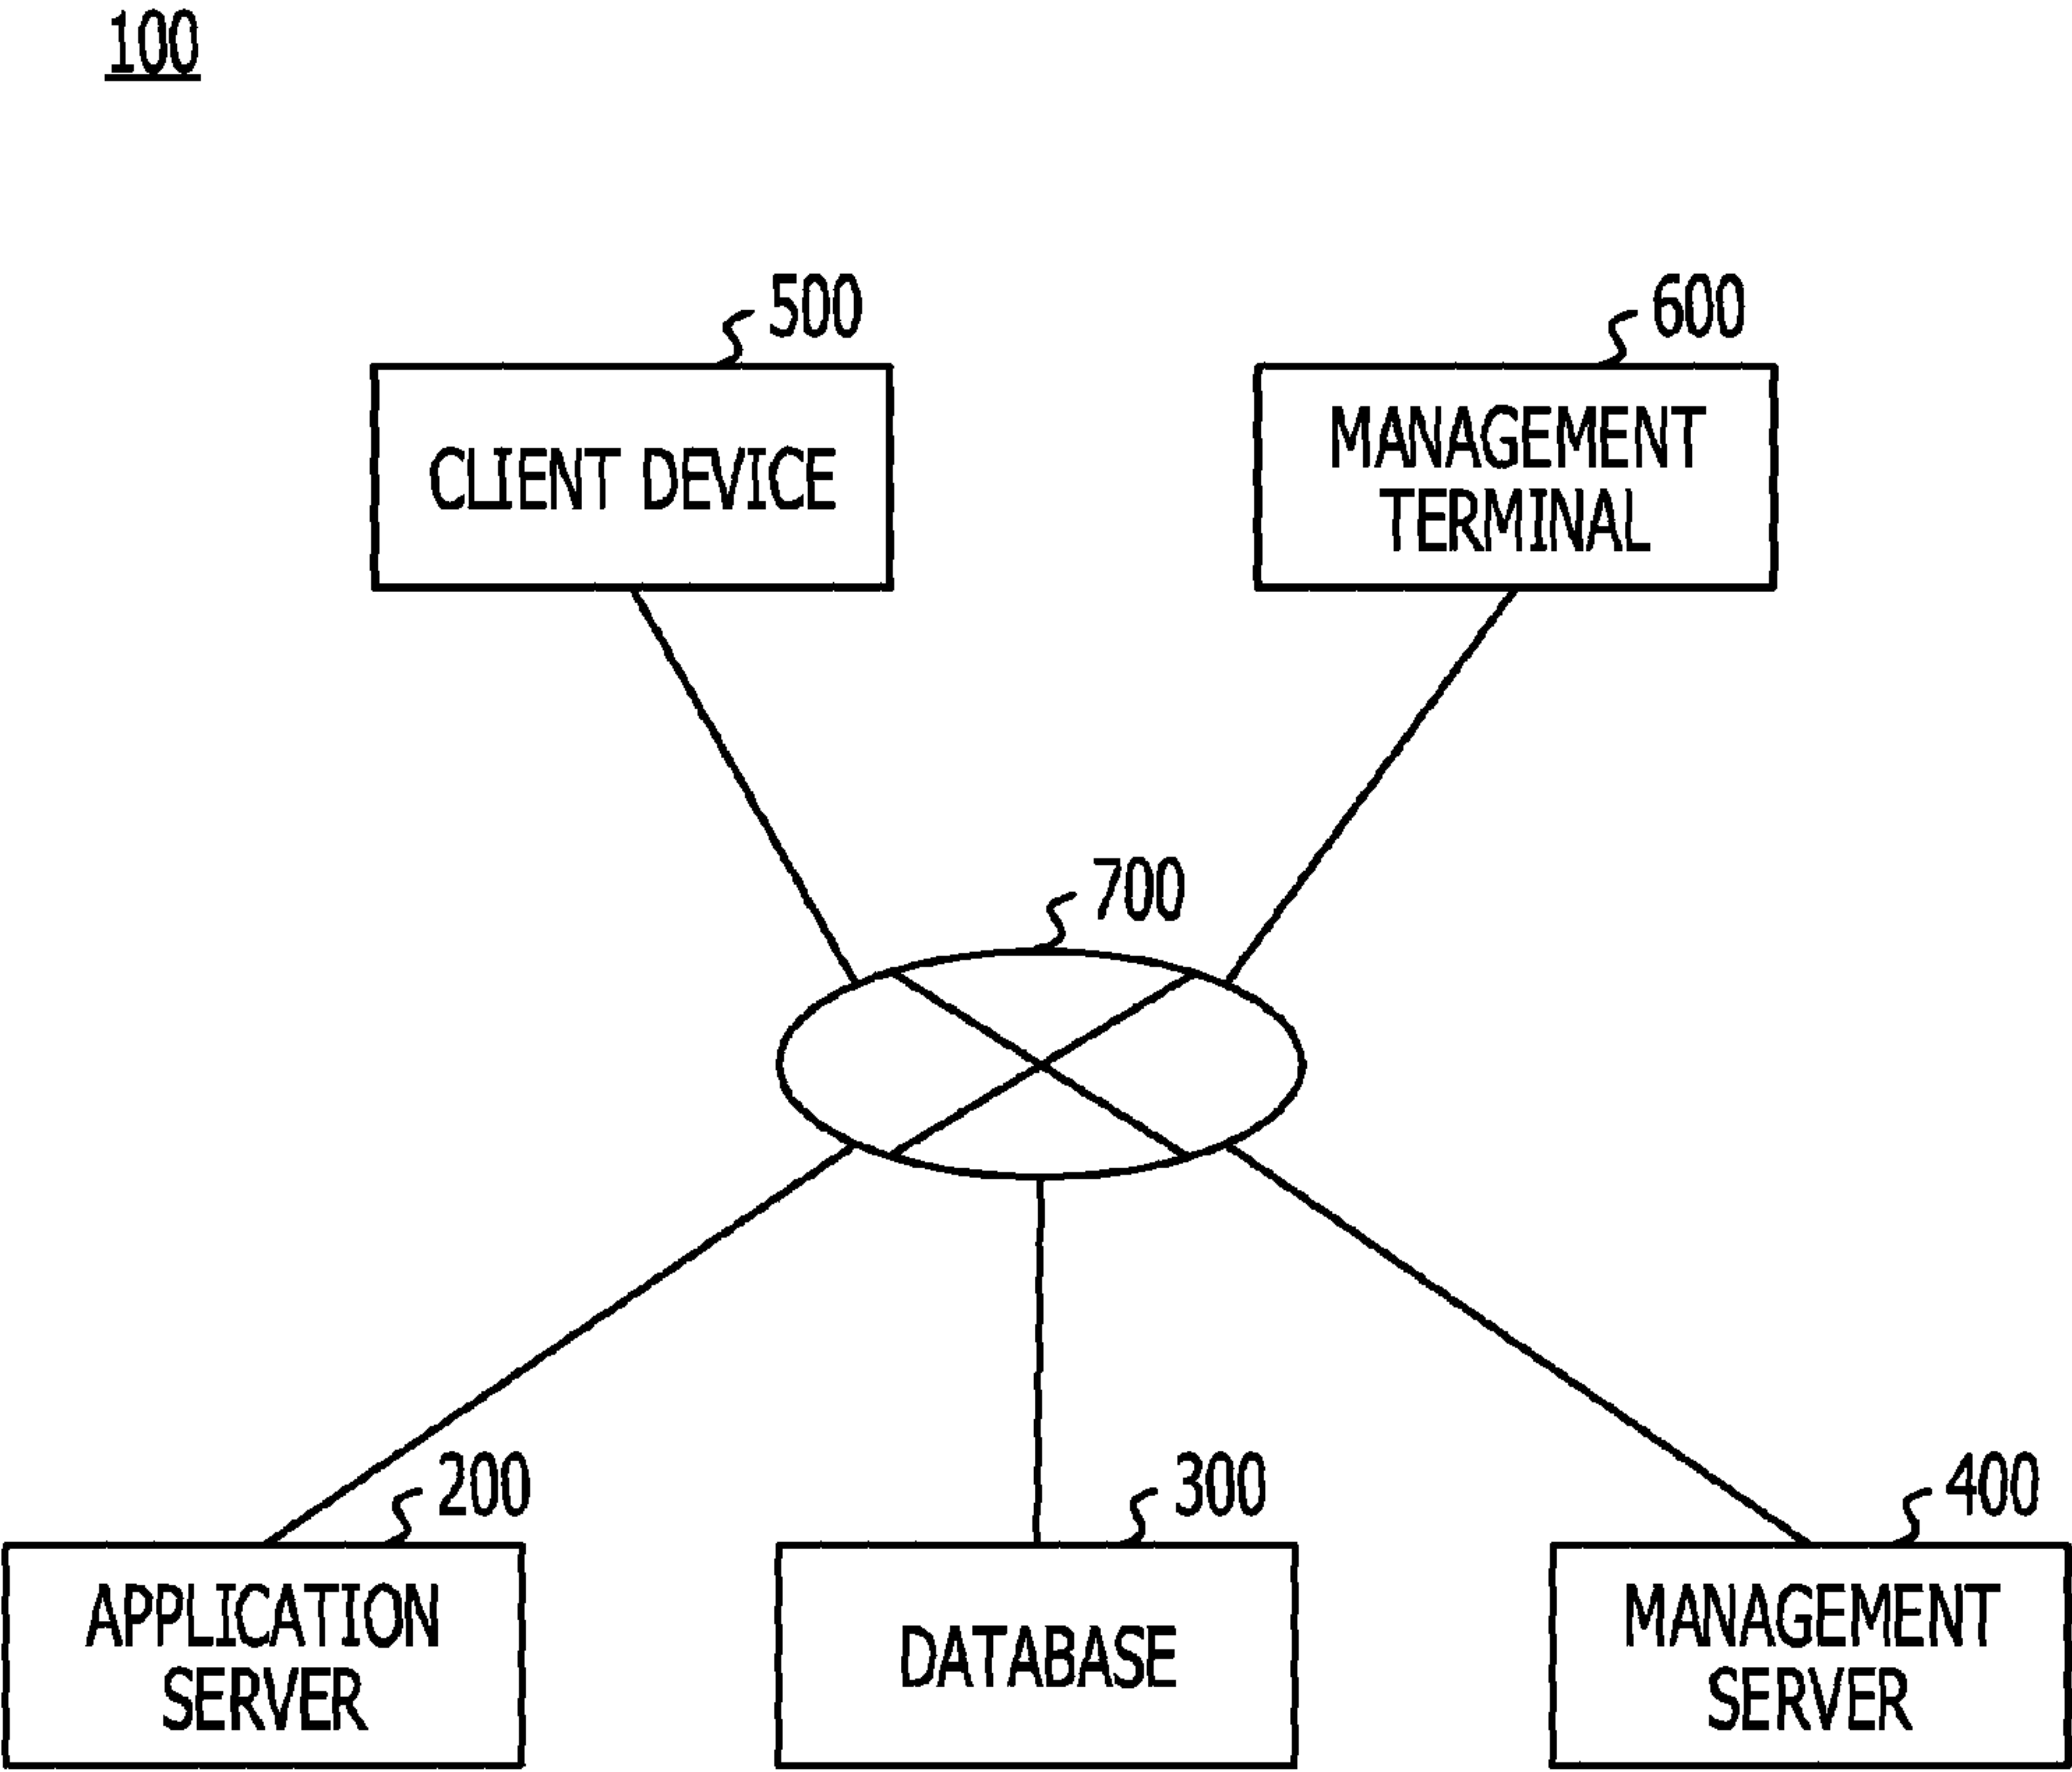 100
500
600
CLIENT DEVICE
MANAGEMENT
TERMINAL
700
200
300
400
APPLICATION
SERVER
DATABASE
MANAGEMENT
SERVER